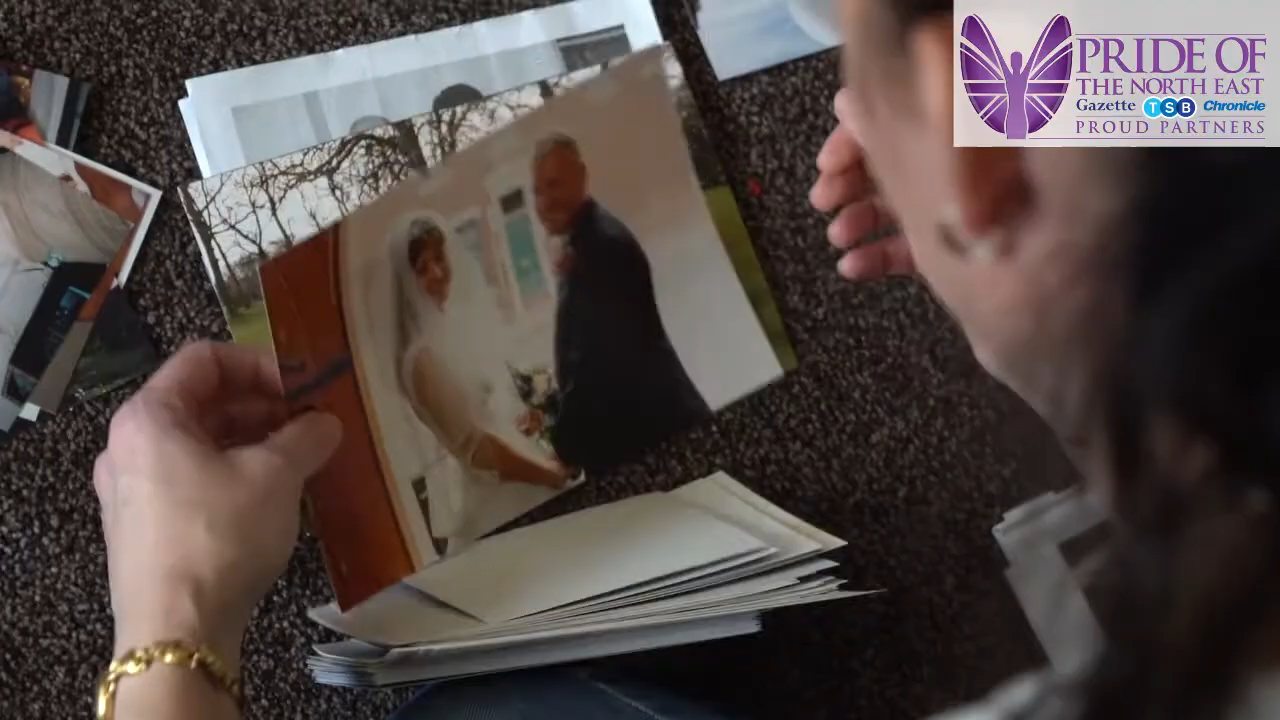 PRIDE OF
THE NORTH EAST
Gazette TSB Chronicle
PROUD PARTNERS